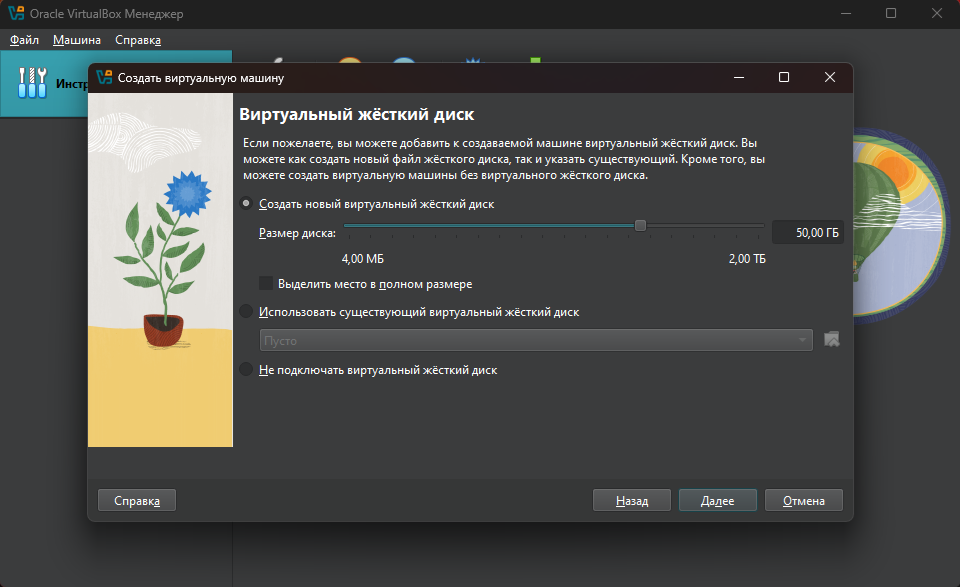 Oracle VirtualBox Менеджер
Файл Машина Справка
Создать виртуальную машину
Виртуальный жёсткий диск
Если пожелаете, вы можете добавить к создаваемой машине виртуальный жёсткий диск. Вы
можете как создать новый файл жёсткого диска, так и указать существующий. Кроме того, вы
можете создать виртуальную машины без виртуального жёсткого диска.
Создать новый виртуальный жёсткий диск
Размер диска: 50,00 ГБ
4,00 МБ 2,00 ТБ
Выделить место в полном размере
Использовать существующий виртуальный жёсткий диск
Пусто
Не подключать виртуальный жёсткий диск
Справка Назад Далее Отмена